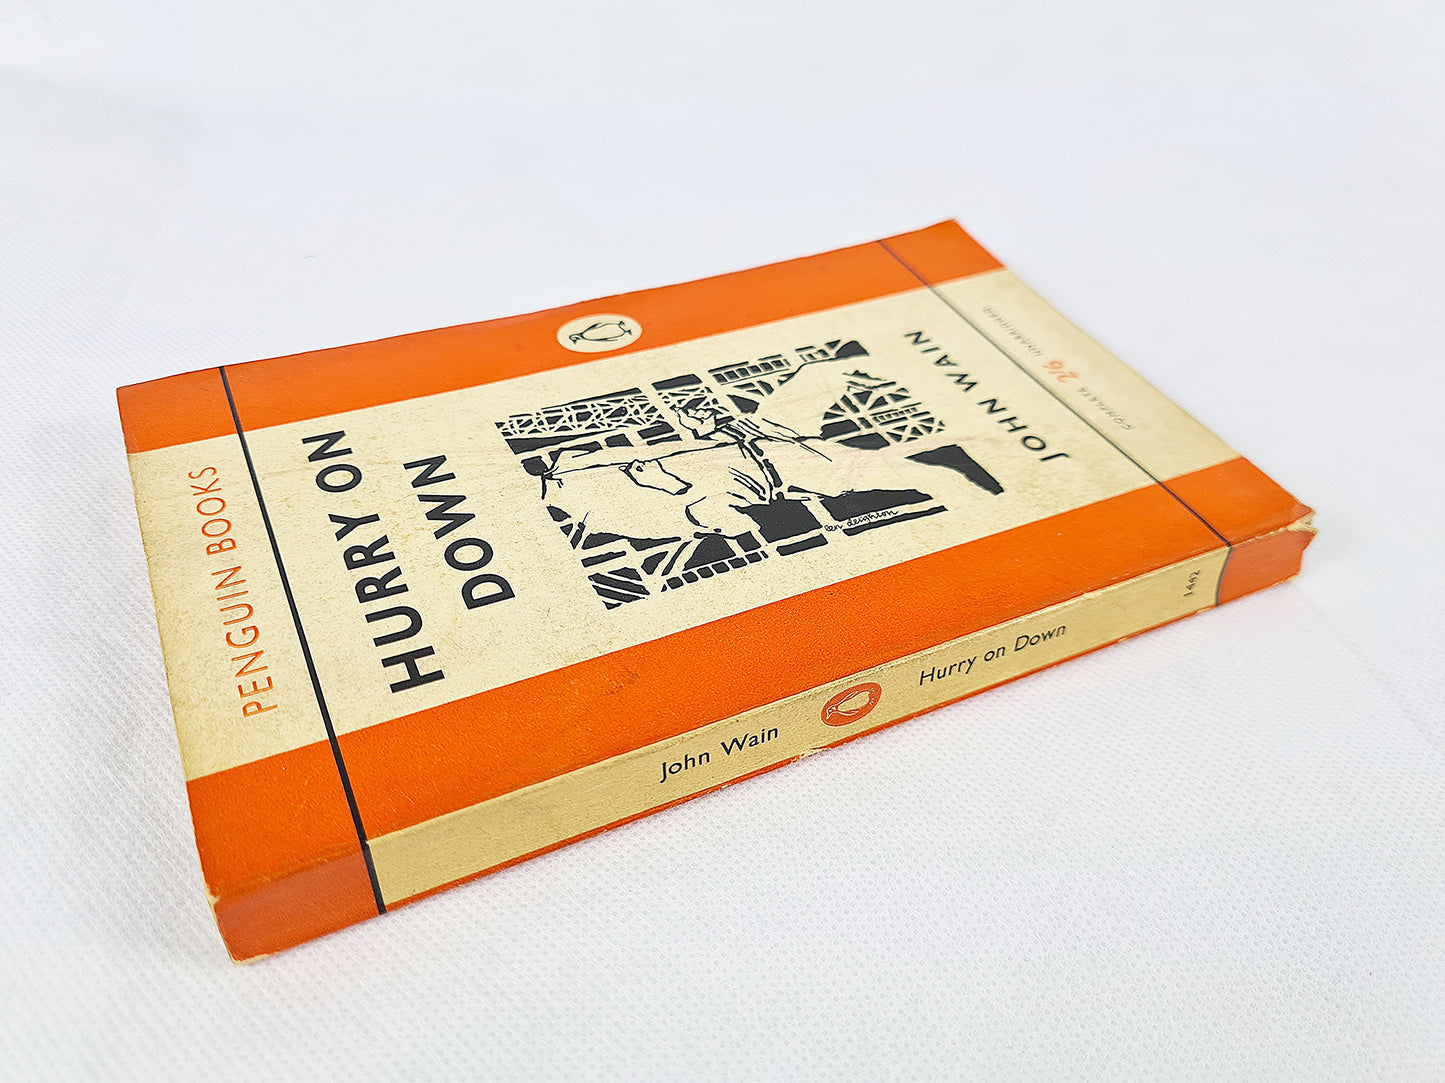 PENGUIN BOOKS
HURRY ON
DOWN
len deighton
JOHN WAIN
COMPLETE 2/6 UNABRIDGED
John Wain
Hurry on Down
1442